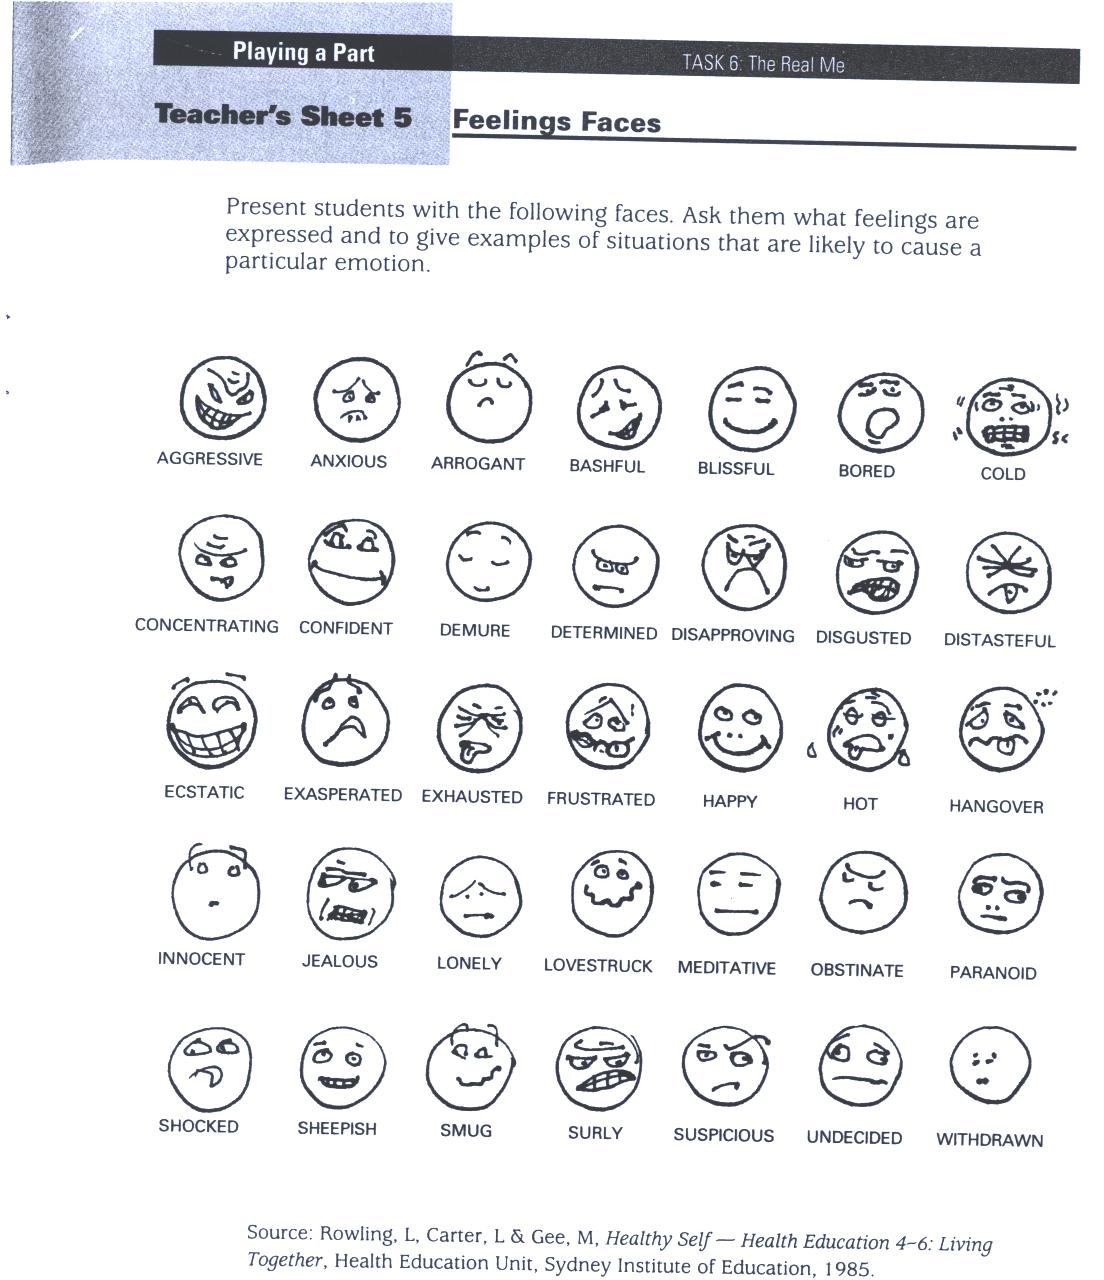 Playing a Part
TASK 6: The Real Me
Teacher's Sheet 5
Feelings Faces
Present students with the following faces. Ask them what feelings are
expressed and to give examples of situations that are likely to cause a
particular emotion.
AGGRESSIVE ANXIOUS ARROGANT BASHFUL BLISSFUL BORED COLD
CONCENTRATING CONFIDENT DEMURE DETERMINED DISAPPROVING DISGUSTED DISTASTEFUL
ECSTATIC EXASPERATED EXHAUSTED FRUSTRATED HAPPY HOT HANGOVER
INNOCENT JEALOUS LONELY LOVESTRUCK MEDITATIVE OBSTINATE PARANOID
SHOCKED SHEEPISH SMUG SURLY SUSPICIOUS UNDECIDED WITHDRAWN
Source: Rowling, L, Carter, L & Gee, M, Healthy Self — Health Education 4–6: Living
Together, Health Education Unit, Sydney Institute of Education, 1985.